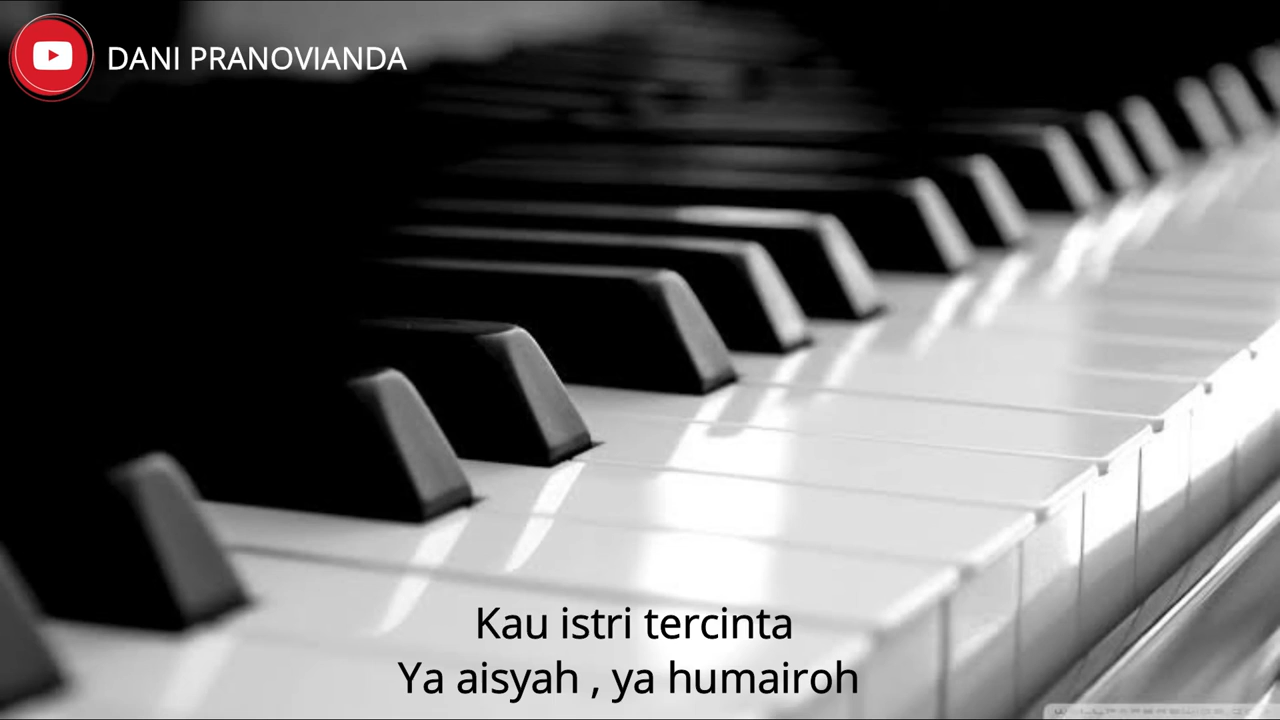 DANI PRANOVIANDA
Kau istri tercinta
Ya aisyah , ya humairoh